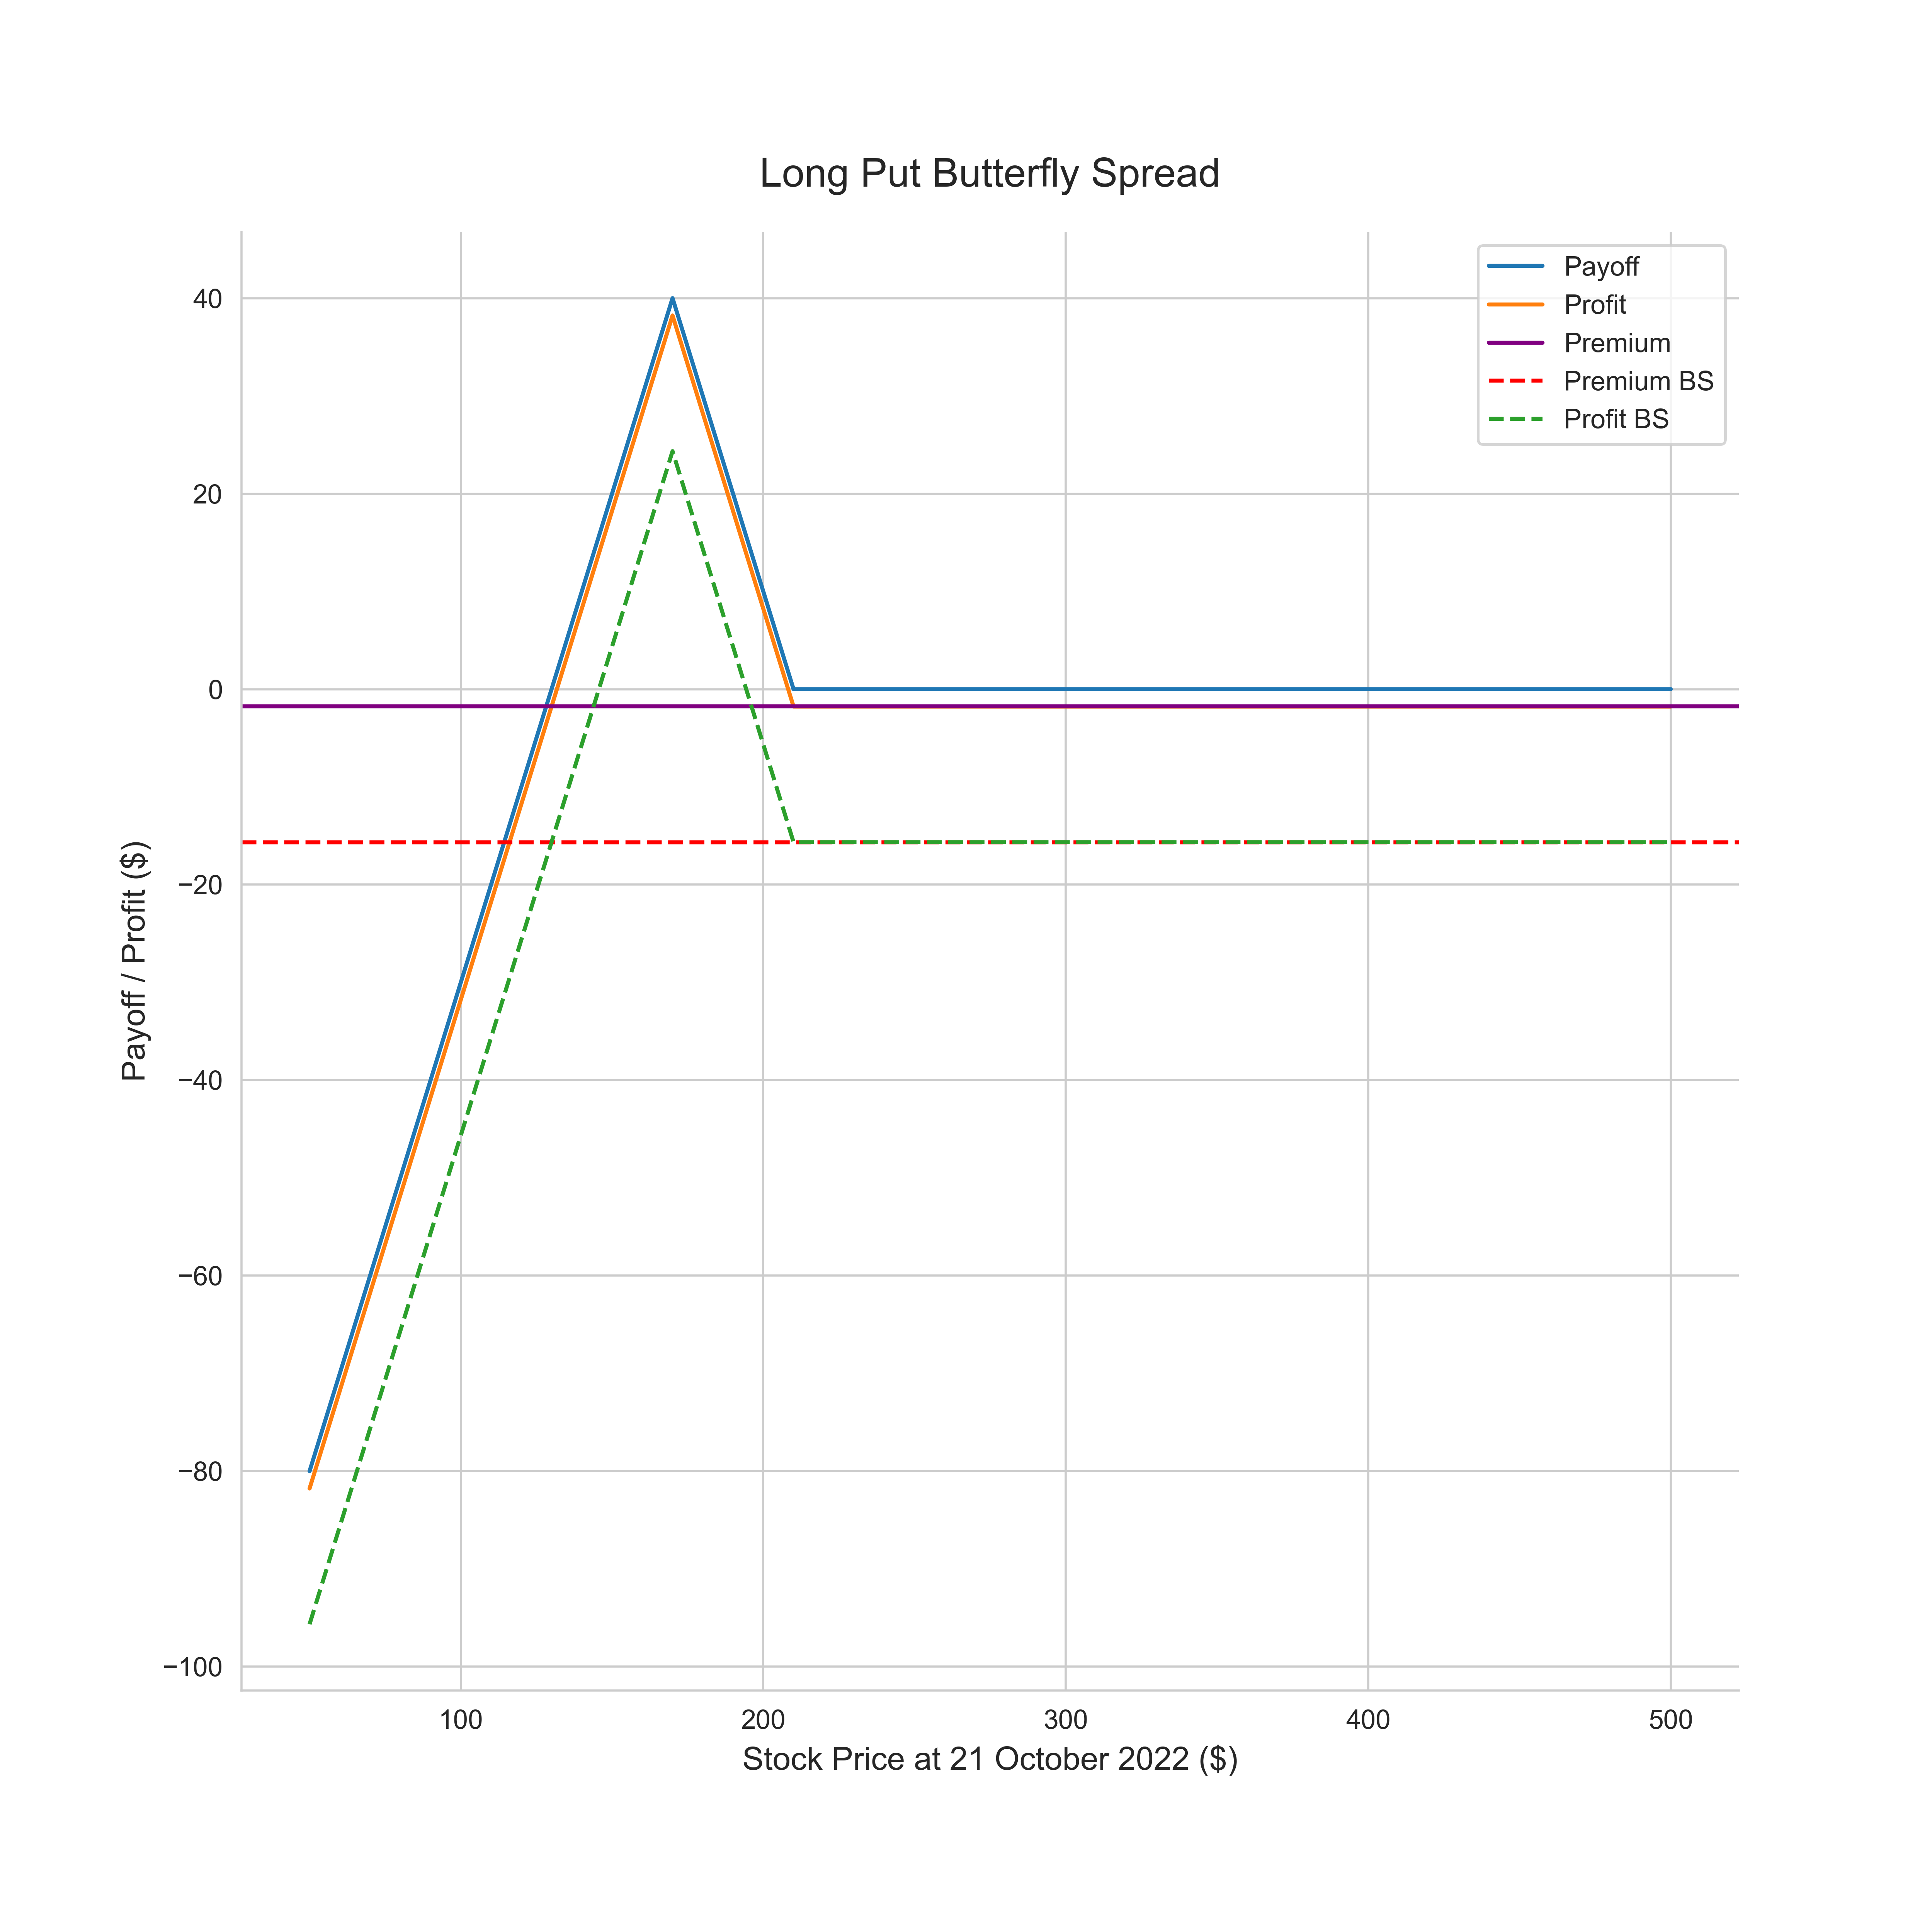 Long Put Butterfly Spread
Payoff
Profit
Premium
Premium BS
Profit BS
40
20
0
−20
−40
−60
−80
−100
Payoff / Profit ($)
100 200 300 400 500
Stock Price at 21 October 2022 ($)